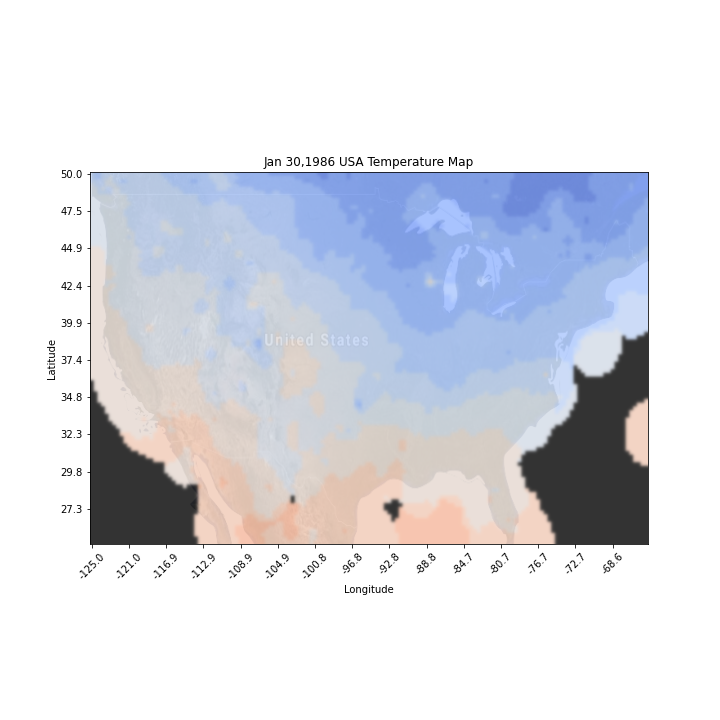 Jan 30,1986 USA Temperature Map
50.0
47.5
44.9
42.4
39.9
37.4
34.8
32.3
29.8
27.3
Latitude
United States
-125.0 -121.0 -116.9 -112.9 -108.9 -104.9 -100.8 -96.8 -92.8 -88.8 -84.7 -80.7 -76.7 -72.7 -68.6
Longitude